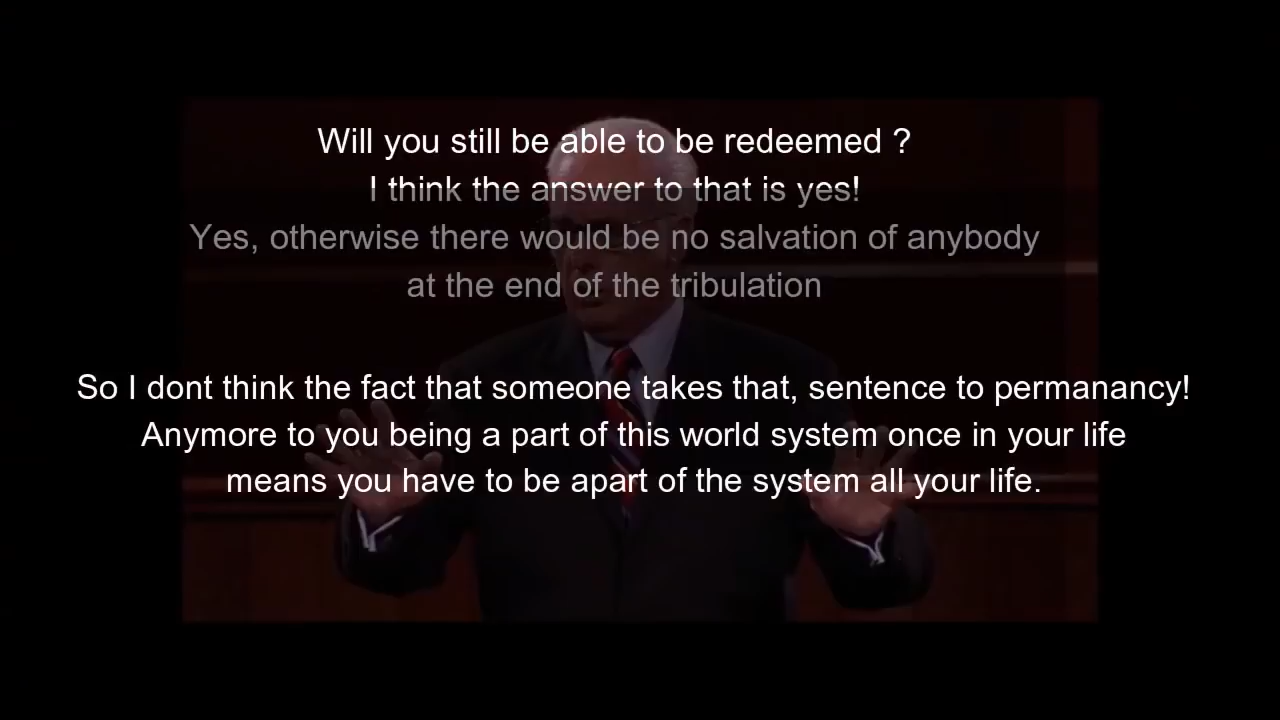 Will you still be able to be redeemed ?
I think the answer to that is yes!
Yes, otherwise there would be no salvation of anybody
at the end of the tribulation
So I dont think the fact that someone takes that, sentence to permanancy!
Anymore to you being a part of this world system once in your life
means you have to be apart of the system all your life.